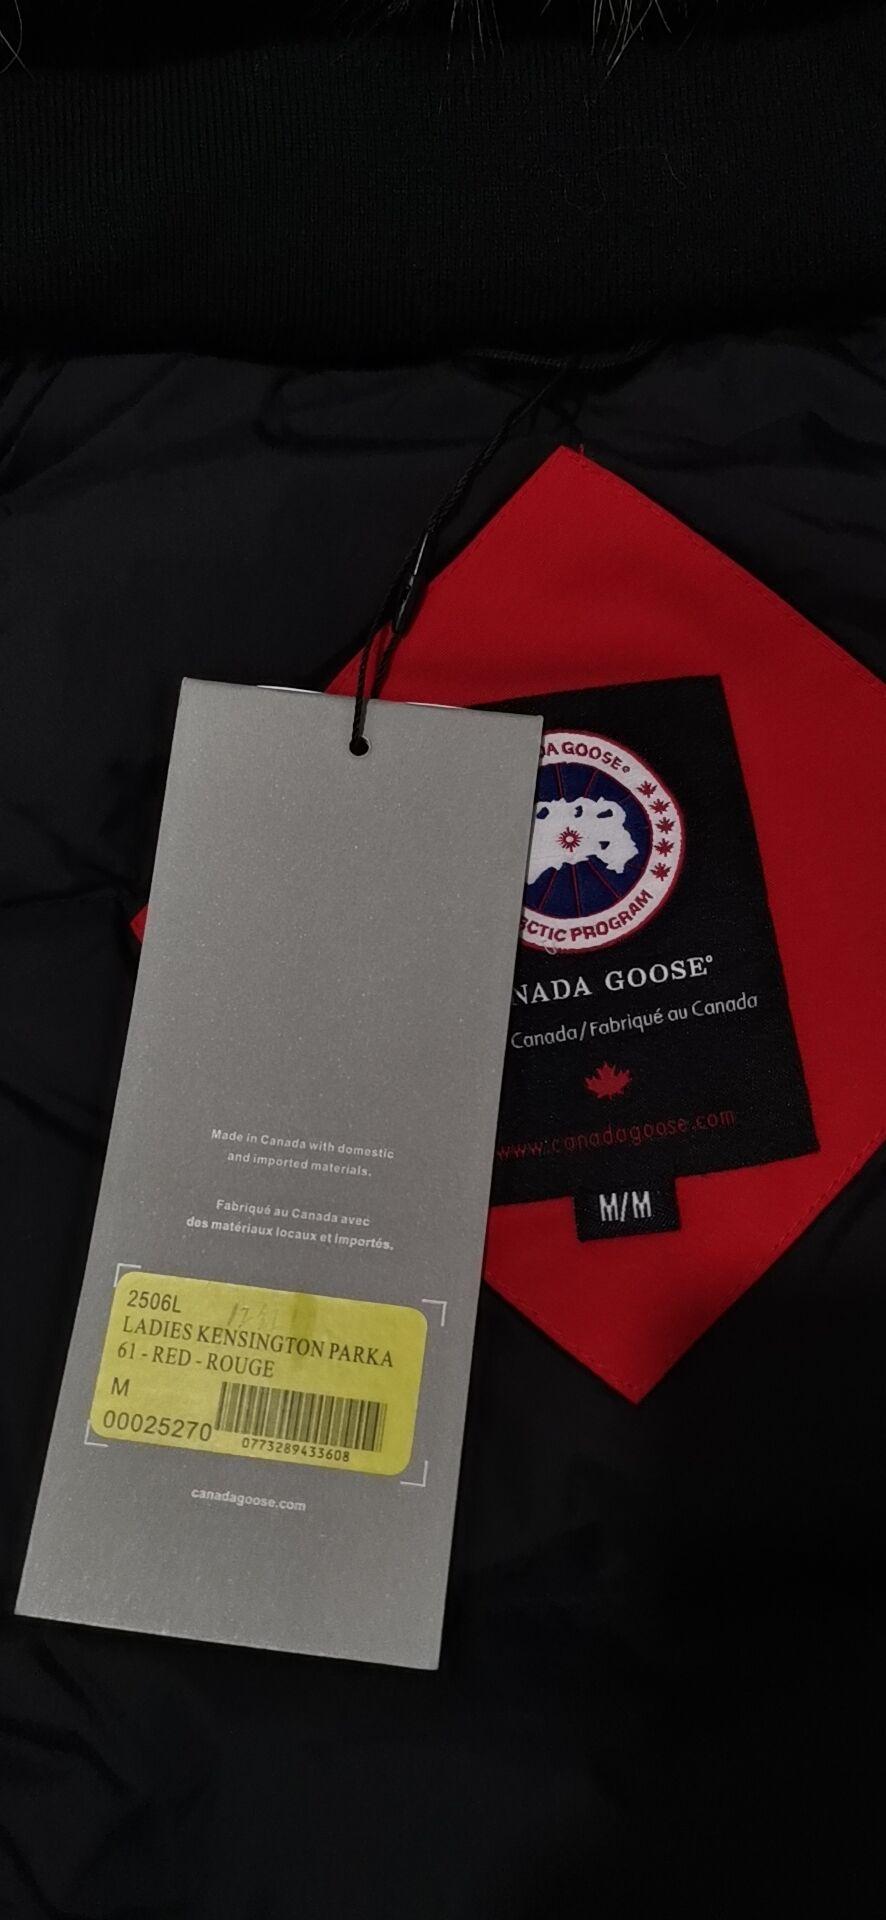 DA GOOSE
CTIC PROGRAM
NADA GOOSE
Canada/Fabriqué au Canada
www.canadagoose.com
M/M
Made in Canada with domestic
and imported materials.
Fabriqué au Canada avec
des matériaux locaux et importés.
2506L
LADIES KENSINGTON PARKA
61 - RED - ROUGE
M
00025270
0773289433608
canadagoose.com